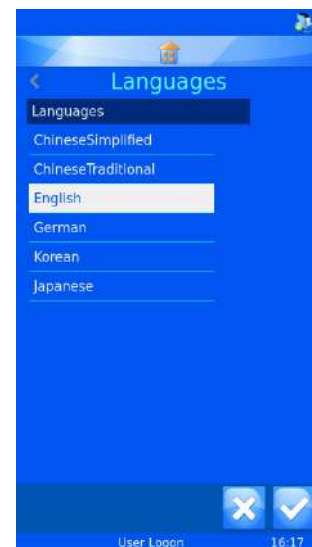 Languages
Languages
ChineseSimplified
ChineseTraditional
English
German
Korean
Japanese
User Logon
16:17